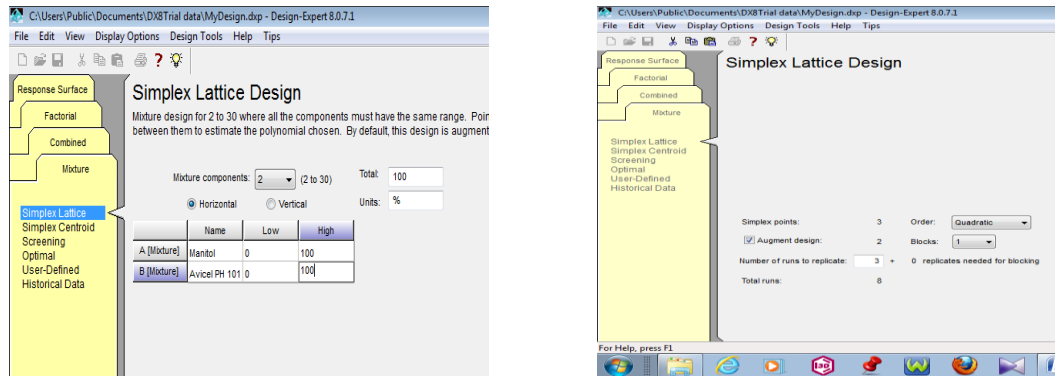 C:\Users\Public\Documents\DX8Trial data\MyDesign.dxp - Design-Expert 8.0.7.1
File Edit View Display Options Design Tools Help Tips
Response Surface
Factorial
Combined
Mixture
Simplex Lattice
Simplex Centroid
Screening
Optimal
User-Defined
Historical Data
Simplex Lattice Design
Mixture design for 2 to 30 where all the components must have the same range. Poin
between them to estimate the polynomial chosen. By default, this design is augment
Mixture components: 2 (2 to 30) Total: 100
Horizontal Vertical Units: %
Name Low High
A [Mixture] Manitol 0 100
B [Mixture] Avicel PH 101 0 100
C:\Users\Public\Documents\DX8Trial data\MyDesign.dxp - Design-Expert 8.0.7.1
File Edit View Display Options Design Tools Help Tips
Response Surface
Factorial
Combined
Mixture
Simplex Lattice
Simplex Centroid
Screening
Optimal
User-Defined
Historical Data
Simplex Lattice Design
Simplex points: 3 Order: Quadratic
Augment design: 2 Blocks: 1
Number of runs to replicate: 3 + 0 replicates needed for blocking
Total runs: 8
For Help, press F1